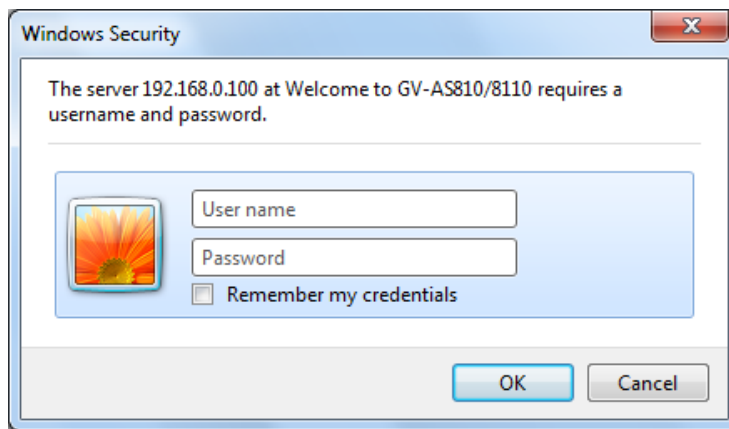 Windows Security
The server 192.168.0.100 at Welcome to GV-AS810/8110 requires a
username and password.
User name
Password
Remember my credentials
OK
Cancel